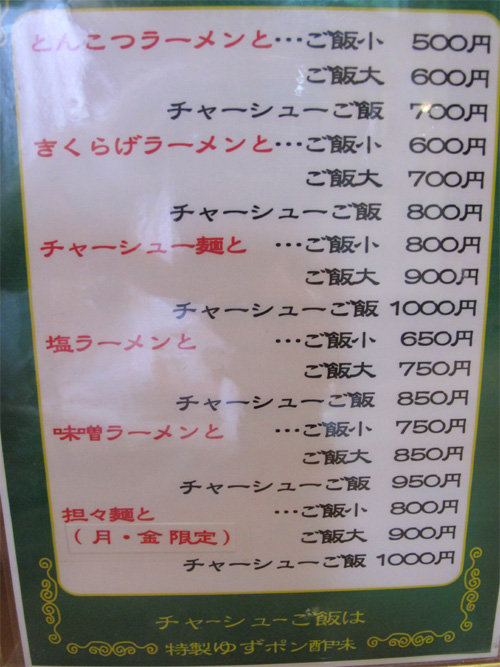 とんこつラーメンと…ご飯小 500円
ご飯大 600円
チャーシューご飯 700円
きくらげラーメンと…ご飯小 600円
ご飯大 700円
チャーシューご飯 800円
チャーシュー麺と …ご飯小 800円
ご飯大 900円
チャーシューご飯 1000円
塩ラーメンと …ご飯小 650円
ご飯大 750円
チャーシューご飯 850円
味噌ラーメンと …ご飯小 750円
ご飯大 850円
チャーシューご飯 950円
担々麺と …ご飯小 800円
(月・金限定) ご飯大 900円
チャーシューご飯 1000円
チャーシューご飯は
特製ゆずポン酢味